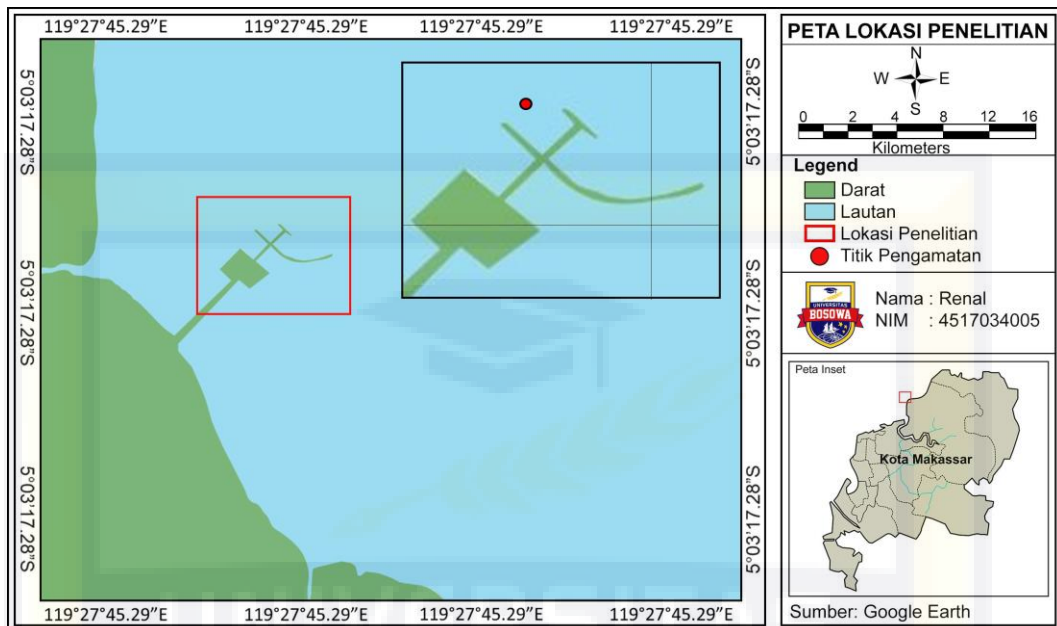 119°27'45.29"E 119°27'45.29"E 119°27'45.29"E 119°27'45.29"E
5°03'17.28"S 5°03'17.28"S
5°03'17.28"S 5°03'17.28"S
5°03'17.28"S 5°03'17.28"S
119°27'45.29"E 119°27'45.29"E 119°27'45.29"E 119°27'45.29"E
PETA LOKASI PENELITIAN
N
W E
S
0 2 4 8 12 16
Kilometers
Legend
Darat
Lautan
Lokasi Penelitian
Titik Pengamatan
UNIVERSITAS
BOSOWA
Nama : Renal
NIM : 4517034005
Peta Inset
Kota Makassar
Sumber: Google Earth